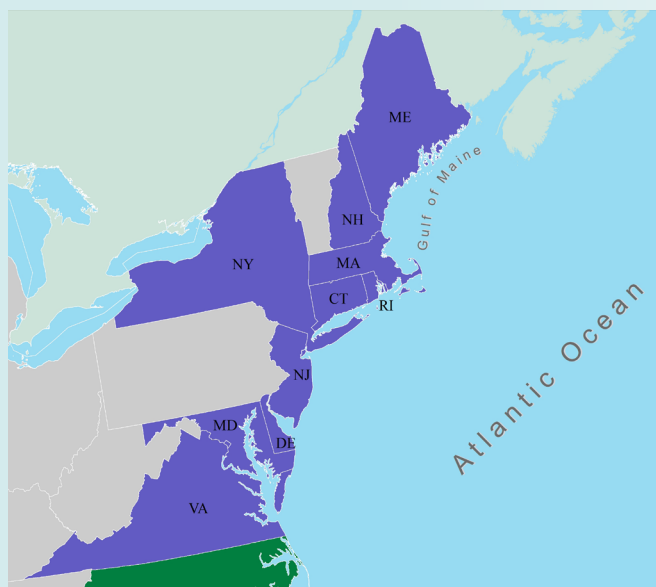 ME
Gulf of Maine
NH
NY
MA
CT
RI
NJ
MD
DE
VA
Atlantic Ocean